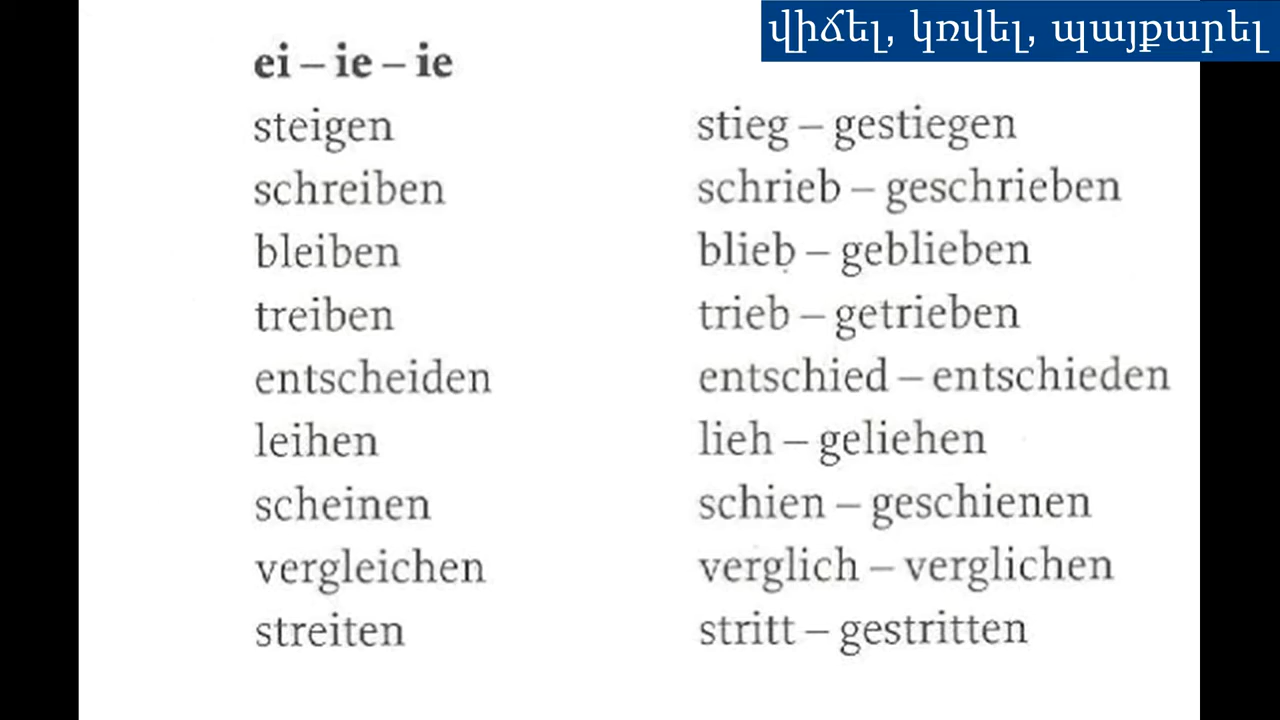 վիճել, կռվել, պայքարել
ei – ie – ie
steigen stieg – gestiegen
schreiben schrieb – geschrieben
bleiben blieb – geblieben
treiben trieb – getrieben
entscheiden entschied – entschieden
leihen lieh – geliehen
scheinen schien – geschienen
vergleichen verglich – verglichen
streiten stritt – gestritten